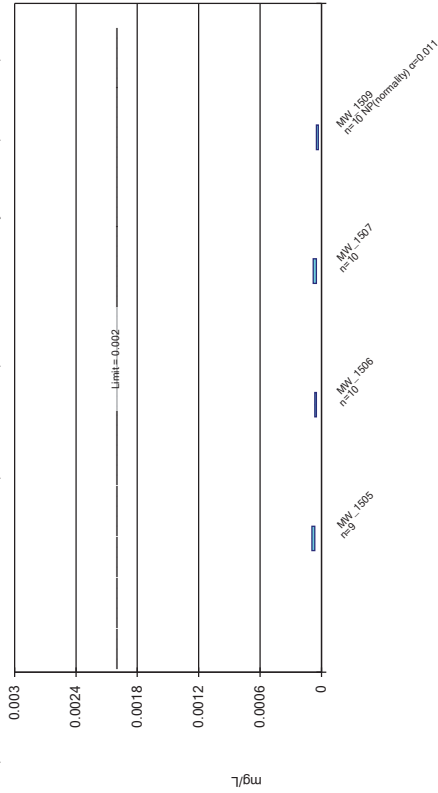 0.003
0.0024
0.0018
0.0012
0.0006
0
mg/L
Limit = 0.002
MW_1505
n=9
MW_1506
n=10
MW_1507
n=10
MW_1509
n=10 NP(normality) α=0.011